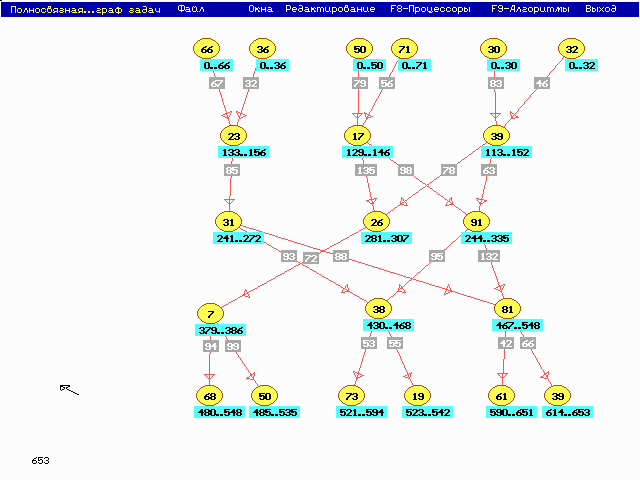 Полносвязная...граф задач Файл Окна Редактирование F8-Процессоры F9-Алгоритмы Выход
66 36 50 71 30 32
0..66 0..36 0..50 0..71 0..30 0..32
67 32 79 56 83 46
23 17 39
133..156 129..146 113..152
85 135 98 78 63
31 26 91
241..272 281..307 244..335
93 72 88 95 132
7 38 81
379..386 430..468 467..548
94 99 53 55 42 66
68 50 73 19 61 39
480..548 485..535 521..594 523..542 590..651 614..653
653